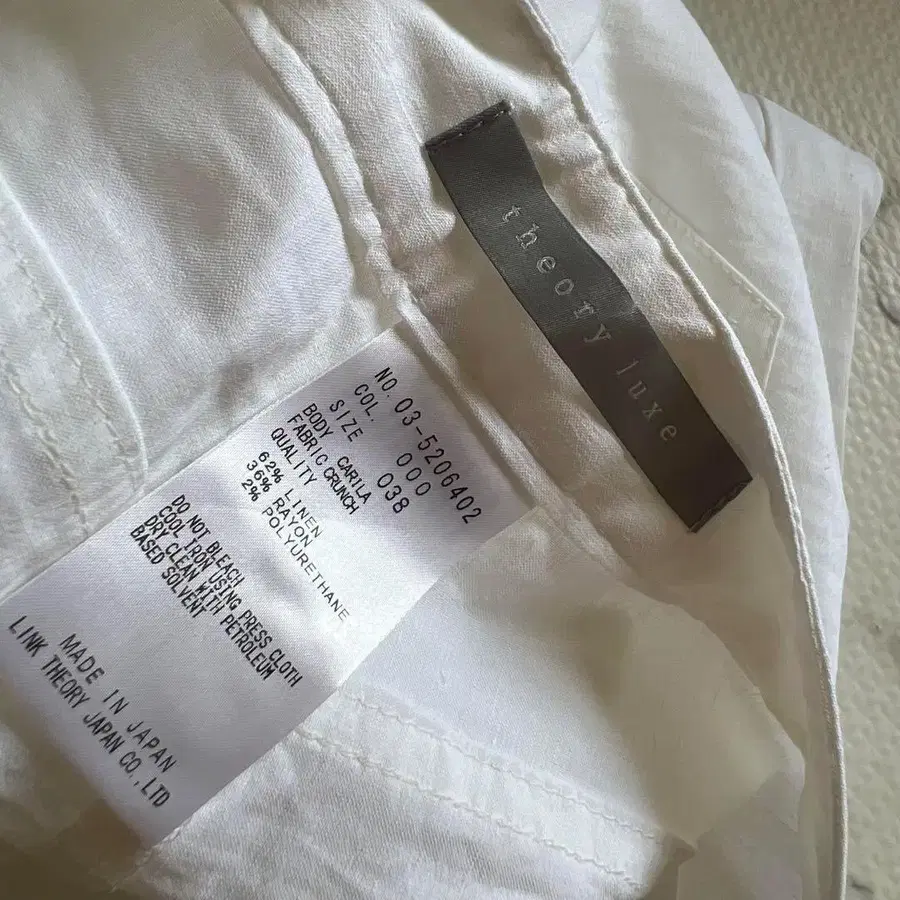 theory luxe
NO. 03-5206402
COL. 000
SIZE 038
BODY CARILA
FABRIC CRUNCH
QUALITY
62% LINEN
36% RAYON
2% POLYURETHANE
DO NOT BLEACH
COOL IRON USING PRESS CLOTH
DRY CLEAN WITH PETROLEUM
BASED SOLVENT
MADE IN JAPAN
LINK THEORY JAPAN CO.,LTD